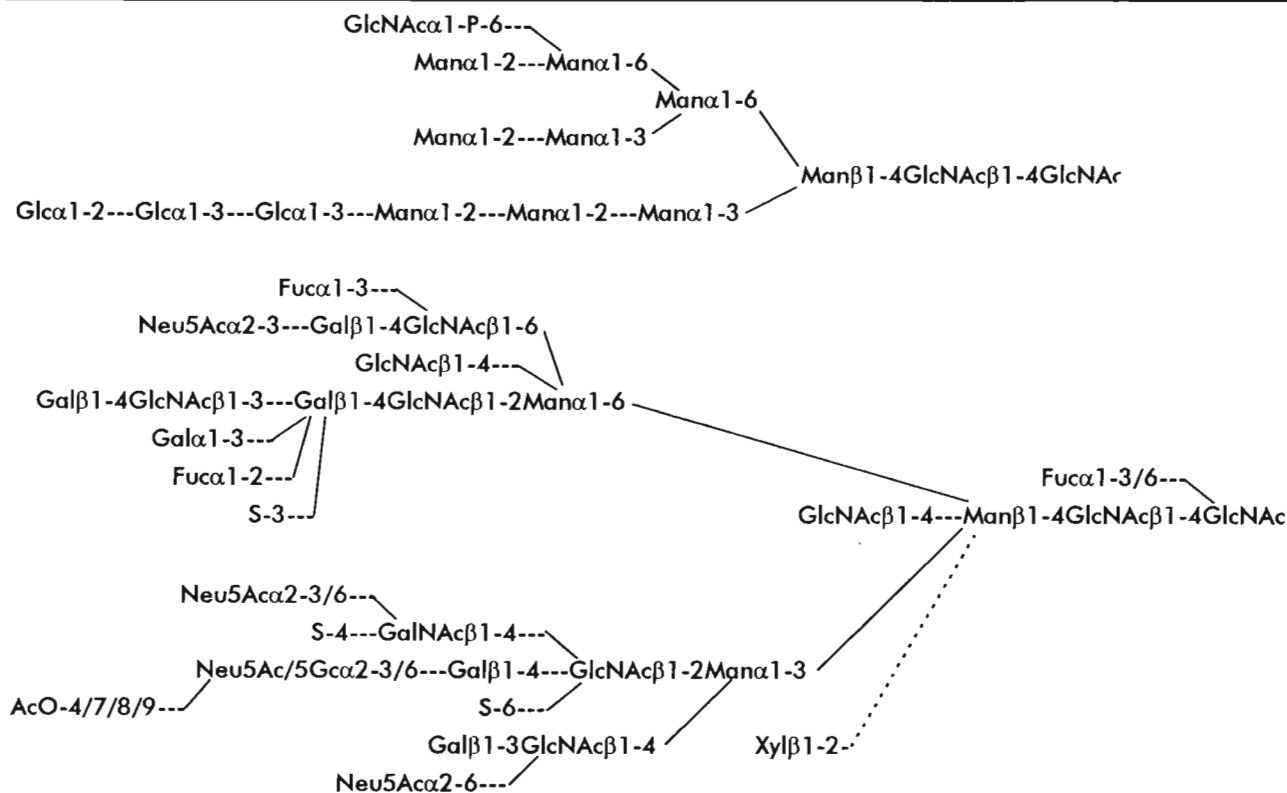 GlcNAcα1-P-6---
Manα1-2---Manα1-6
Manα1-6
Manα1-2---Manα1-3
Manβ1-4GlcNAcβ1-4GlcNAc
Glcα1-2---Glcα1-3---Glcα1-3---Manα1-2---Manα1-2---Manα1-3
Fucα1-3---
Neu5Acα2-3---Galβ1-4GlcNAcβ1-6
GlcNAcβ1-4---
Galβ1-4GlcNAcβ1-3---Galβ1-4GlcNAcβ1-2Manα1-6
Galα1-3---
Fucα1-2---
S-3---
Fucα1-3/6---
GlcNAcβ1-4---Manβ1-4GlcNAcβ1-4GlcNAc
Neu5Acα2-3/6---
S-4---GalNAcβ1-4---
Neu5Ac/5Gcα2-3/6---Galβ1-4---GlcNAcβ1-2Manα1-3
AcO-4/7/8/9---
S-6---
Galβ1-3GlcNAcβ1-4
Xylβ1-2-
Neu5Acα2-6---